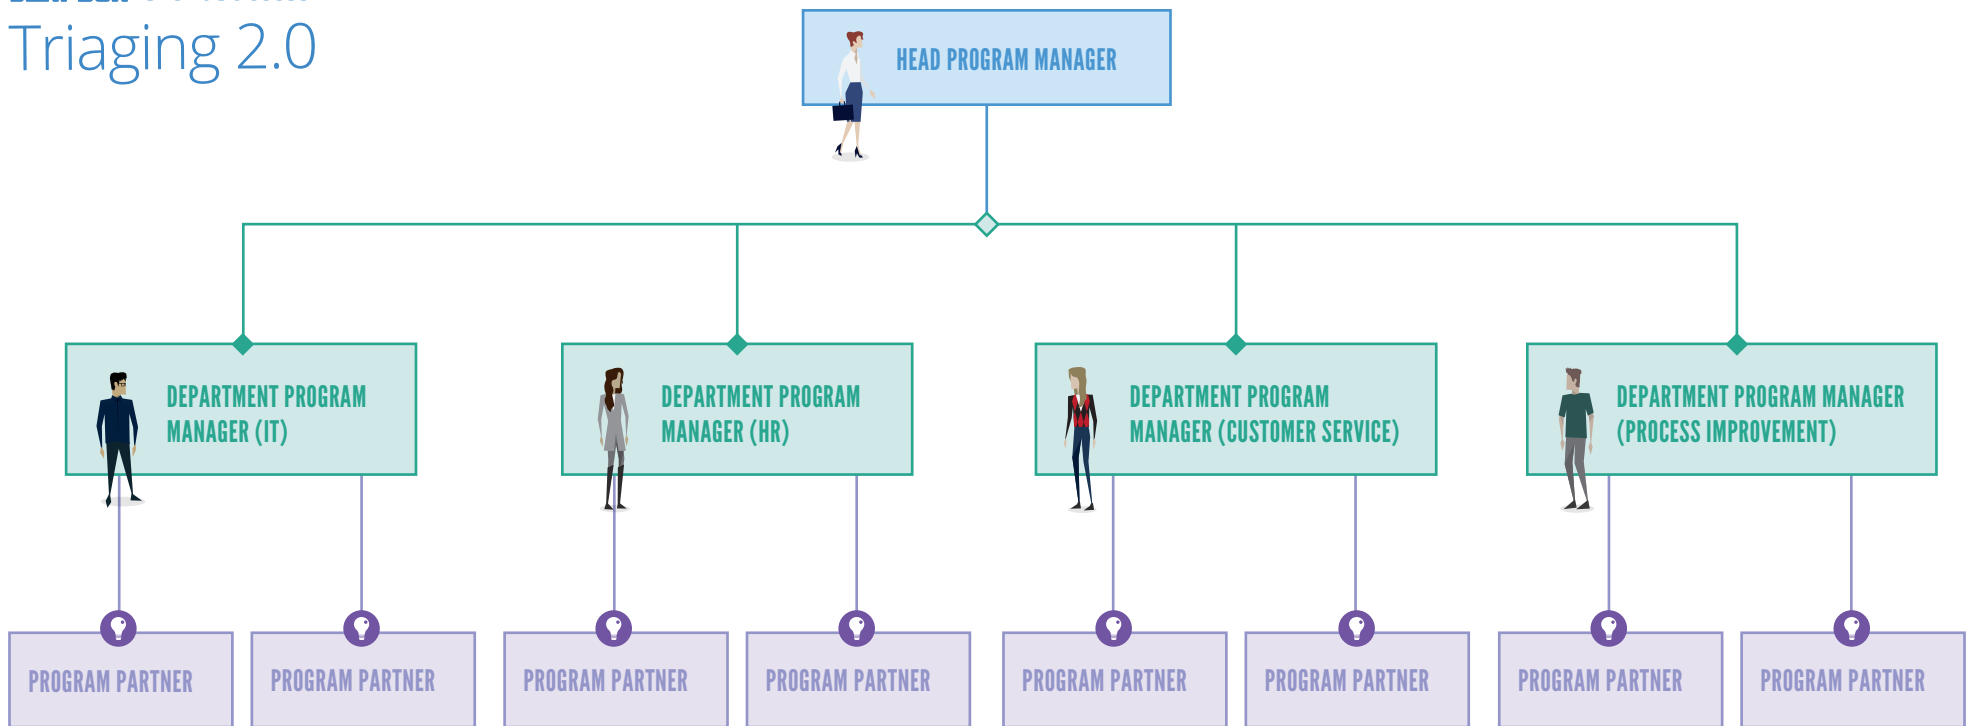 Triaging 2.0
HEAD PROGRAM MANAGER
DEPARTMENT PROGRAM
MANAGER (IT)
DEPARTMENT PROGRAM
MANAGER (HR)
DEPARTMENT PROGRAM
MANAGER (CUSTOMER SERVICE)
DEPARTMENT PROGRAM MANAGER
(PROCESS IMPROVEMENT)
PROGRAM PARTNER
PROGRAM PARTNER
PROGRAM PARTNER
PROGRAM PARTNER
PROGRAM PARTNER
PROGRAM PARTNER
PROGRAM PARTNER
PROGRAM PARTNER